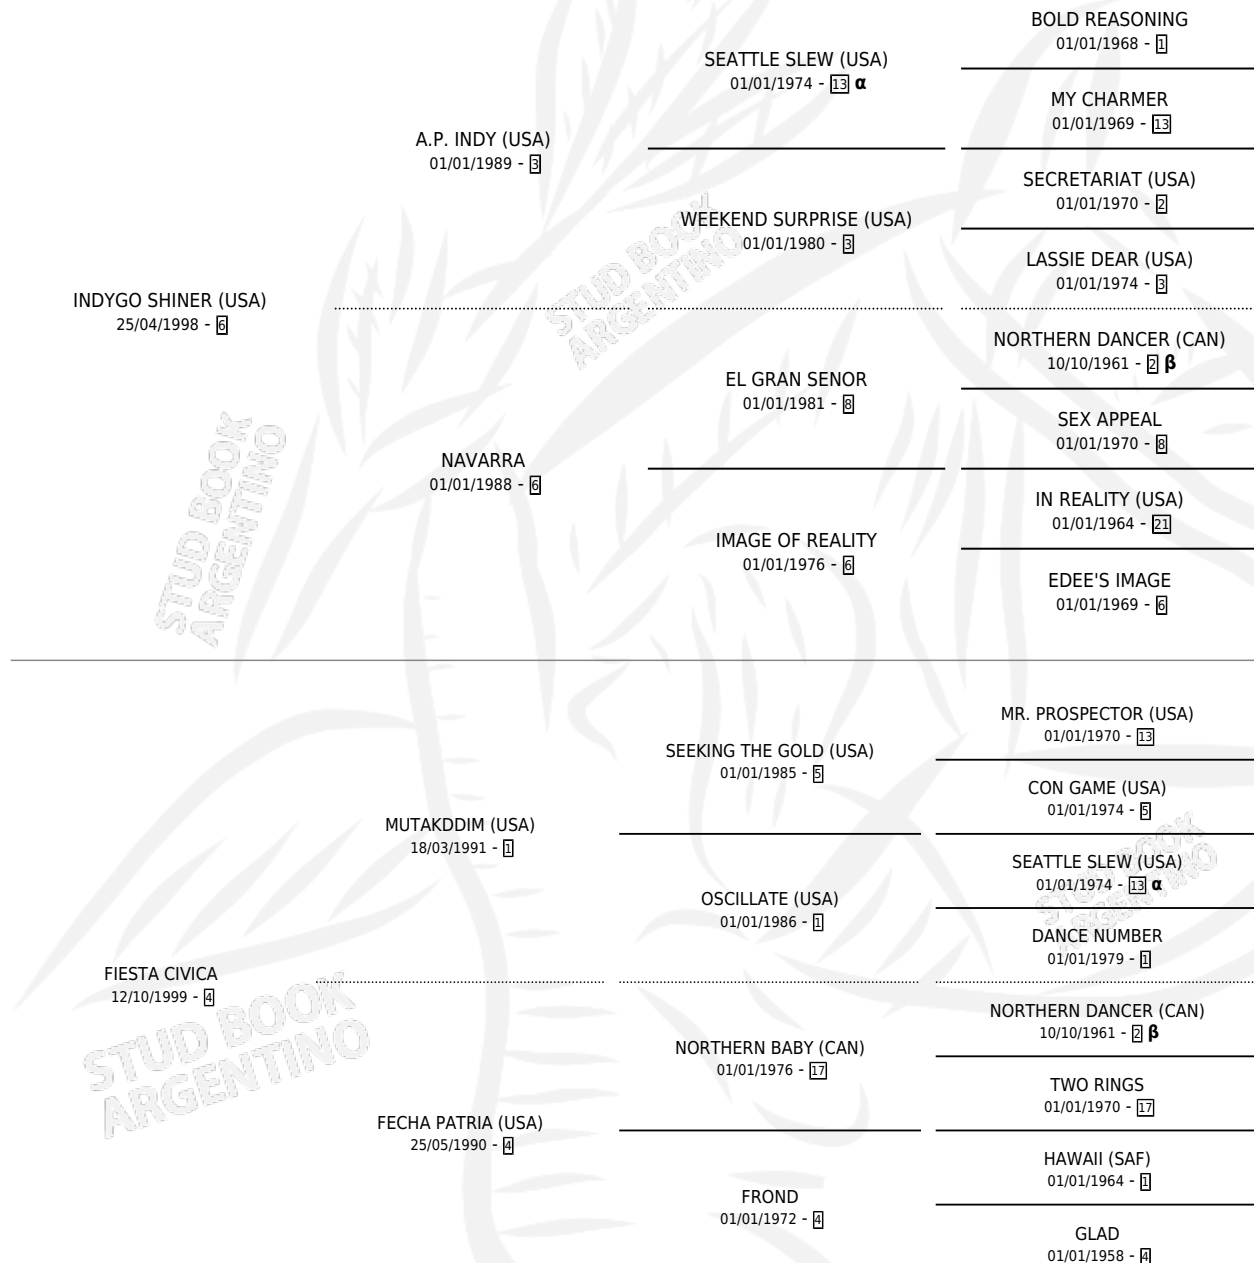 BOLD REASONING
01/01/1968 - 1
SEATTLE SLEW (USA)
01/01/1974 - 13 α
MY CHARMER
01/01/1969 - 13
A.P. INDY (USA)
01/01/1989 - 3
SECRETARIAT (USA)
01/01/1970 - 2
WEEKEND SURPRISE (USA)
01/01/1980 - 3
LASSIE DEAR (USA)
01/01/1974 - 3
INDYGO SHINER (USA)
25/04/1998 - 6
NORTHERN DANCER (CAN)
10/10/1961 - 2 β
EL GRAN SENOR
01/01/1981 - 8
SEX APPEAL
01/01/1970 - 8
NAVARRA
01/01/1988 - 6
IN REALITY (USA)
01/01/1964 - 21
IMAGE OF REALITY
01/01/1976 - 6
EDEE'S IMAGE
01/01/1969 - 6
MR. PROSPECTOR (USA)
01/01/1970 - 13
SEEKING THE GOLD (USA)
01/01/1985 - 5
CON GAME (USA)
01/01/1974 - 5
MUTAKDDIM (USA)
18/03/1991 - 1
SEATTLE SLEW (USA)
01/01/1974 - 13 α
OSCILLATE (USA)
01/01/1986 - 1
DANCE NUMBER
01/01/1979 - 1
FIESTA CIVICA
12/10/1999 - 4
NORTHERN DANCER (CAN)
10/10/1961 - 2 β
NORTHERN BABY (CAN)
01/01/1976 - 17
TWO RINGS
01/01/1970 - 17
FECHA PATRIA (USA)
25/05/1990 - 4
HAWAII (SAF)
01/01/1964 - 1
FROND
01/01/1972 - 4
GLAD
01/01/1958 - 4
STUD BOOK
ARGENTINO
STUD BOOK
ARGENTINO
STUD BOOK
ARGENTINO
STUD BOOK
ARGENTINO